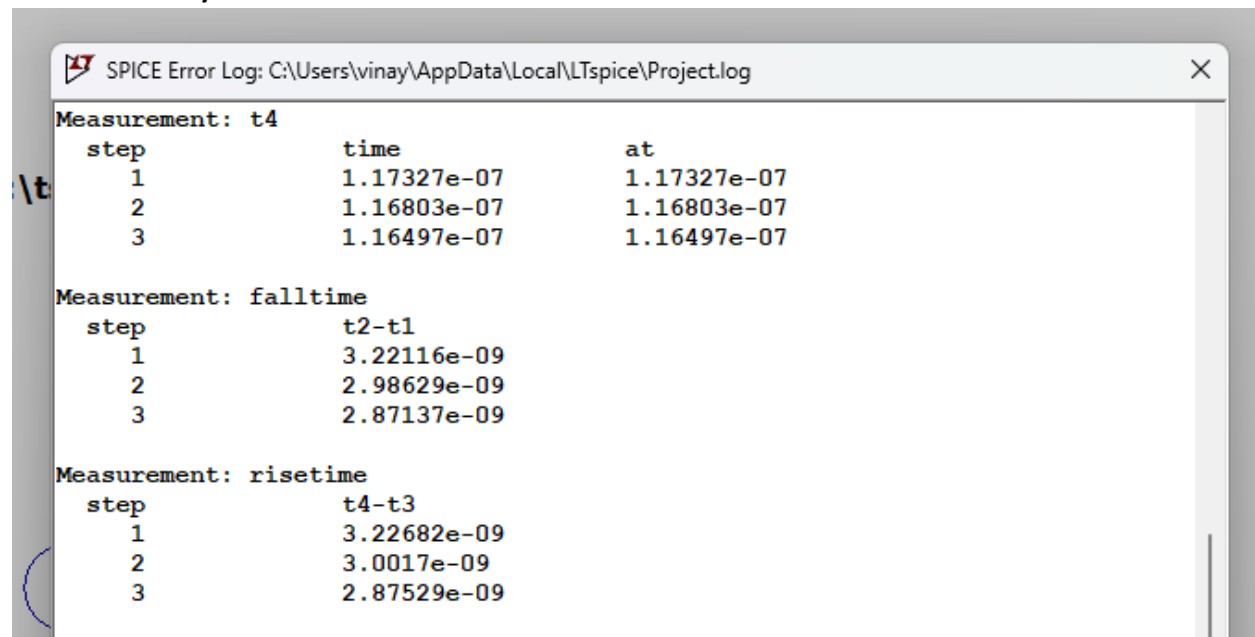 SPICE Error Log: C:\Users\vinay\AppData\Local\LTspice\Project.log
Measurement: t4
step time at
1 1.17327e-07 1.17327e-07
:\t
2 1.16803e-07 1.16803e-07
3 1.16497e-07 1.16497e-07
Measurement: falltime
step t2-t1
1 3.22116e-09
2 2.98629e-09
3 2.87137e-09
Measurement: risetime
step t4-t3
1 3.22682e-09
2 3.0017e-09
3 2.87529e-09